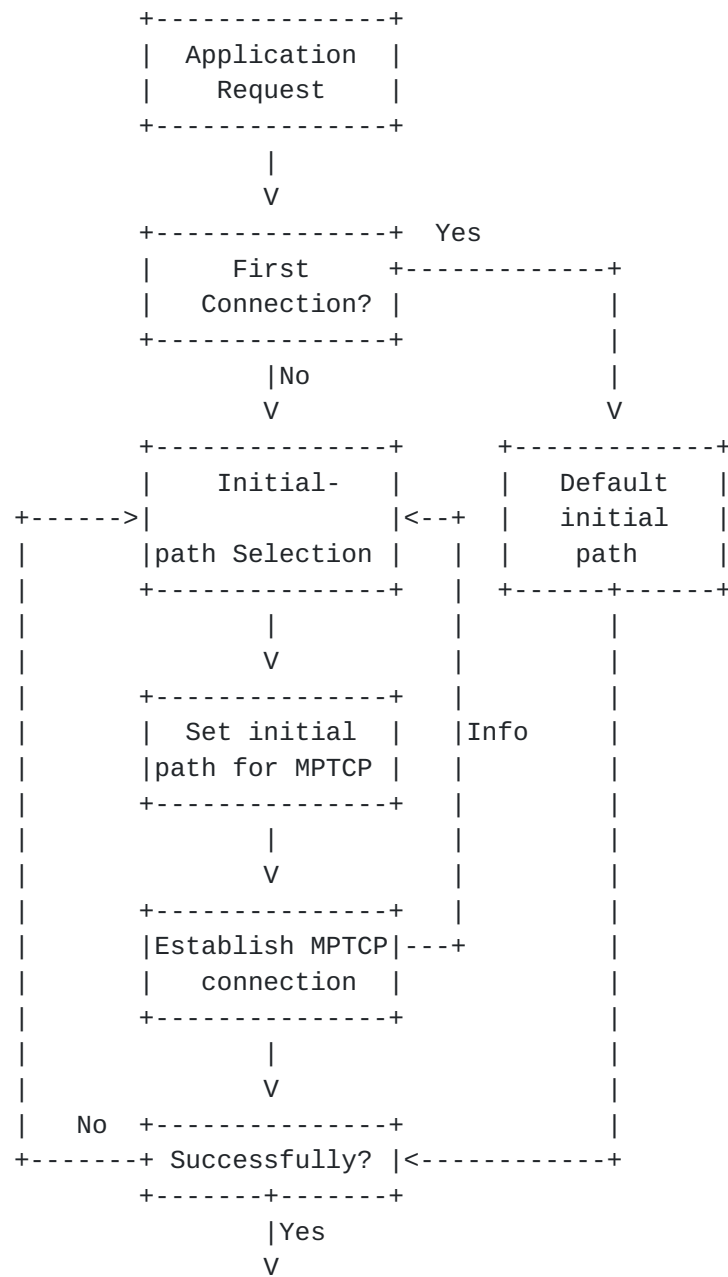 Application
Request
Yes
First
Connection?
No
Initial-
path Selection
Default
initial
path
Set initial
path for MPTCP
Info
Establish MPTCP
connection
No
Successfully?
Yes